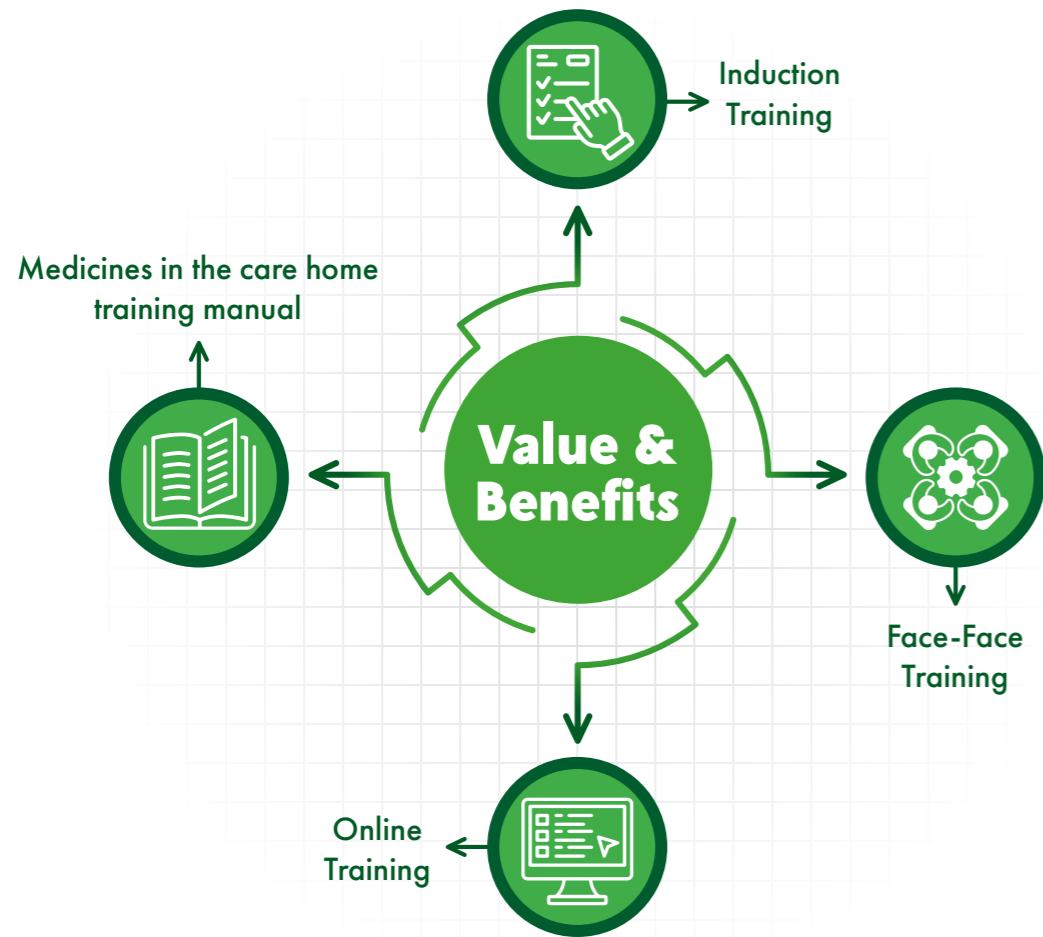 Induction
Training
Medicines in the care home
training manual
Value &
Benefits
Face-Face
Training
Online
Training